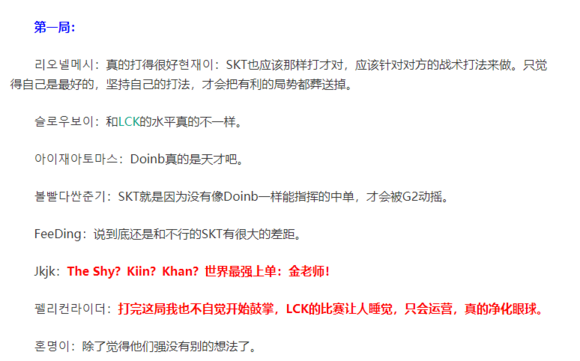 第一局：
리오넬메시：真的打得很好현재이：SKT也应该那样打才对，应该针对对方的战术打法来做。只觉
得自己是最好的，坚持自己的打法，才会把有利的局势都葬送掉。
슬로우보이：和LCK的水平真的不一样。
아이재아토마스：Doinb真的是天才吧。
볼빨다싼춘기：SKT就是因为没有像Doinb一样能指挥的中单，才会被G2动摇。
FeeDing：说到底还是和不行的SKT有很大的差距。
Jkjk：The Shy？Kiin？Khan？世界最强上单：金老师！
펠리컨라이더：打完这局我也不自觉开始鼓掌，LCK的比赛让人睡觉，只会运营，真的净化眼球。
혼명이：除了觉得他们强没有别的想法了。